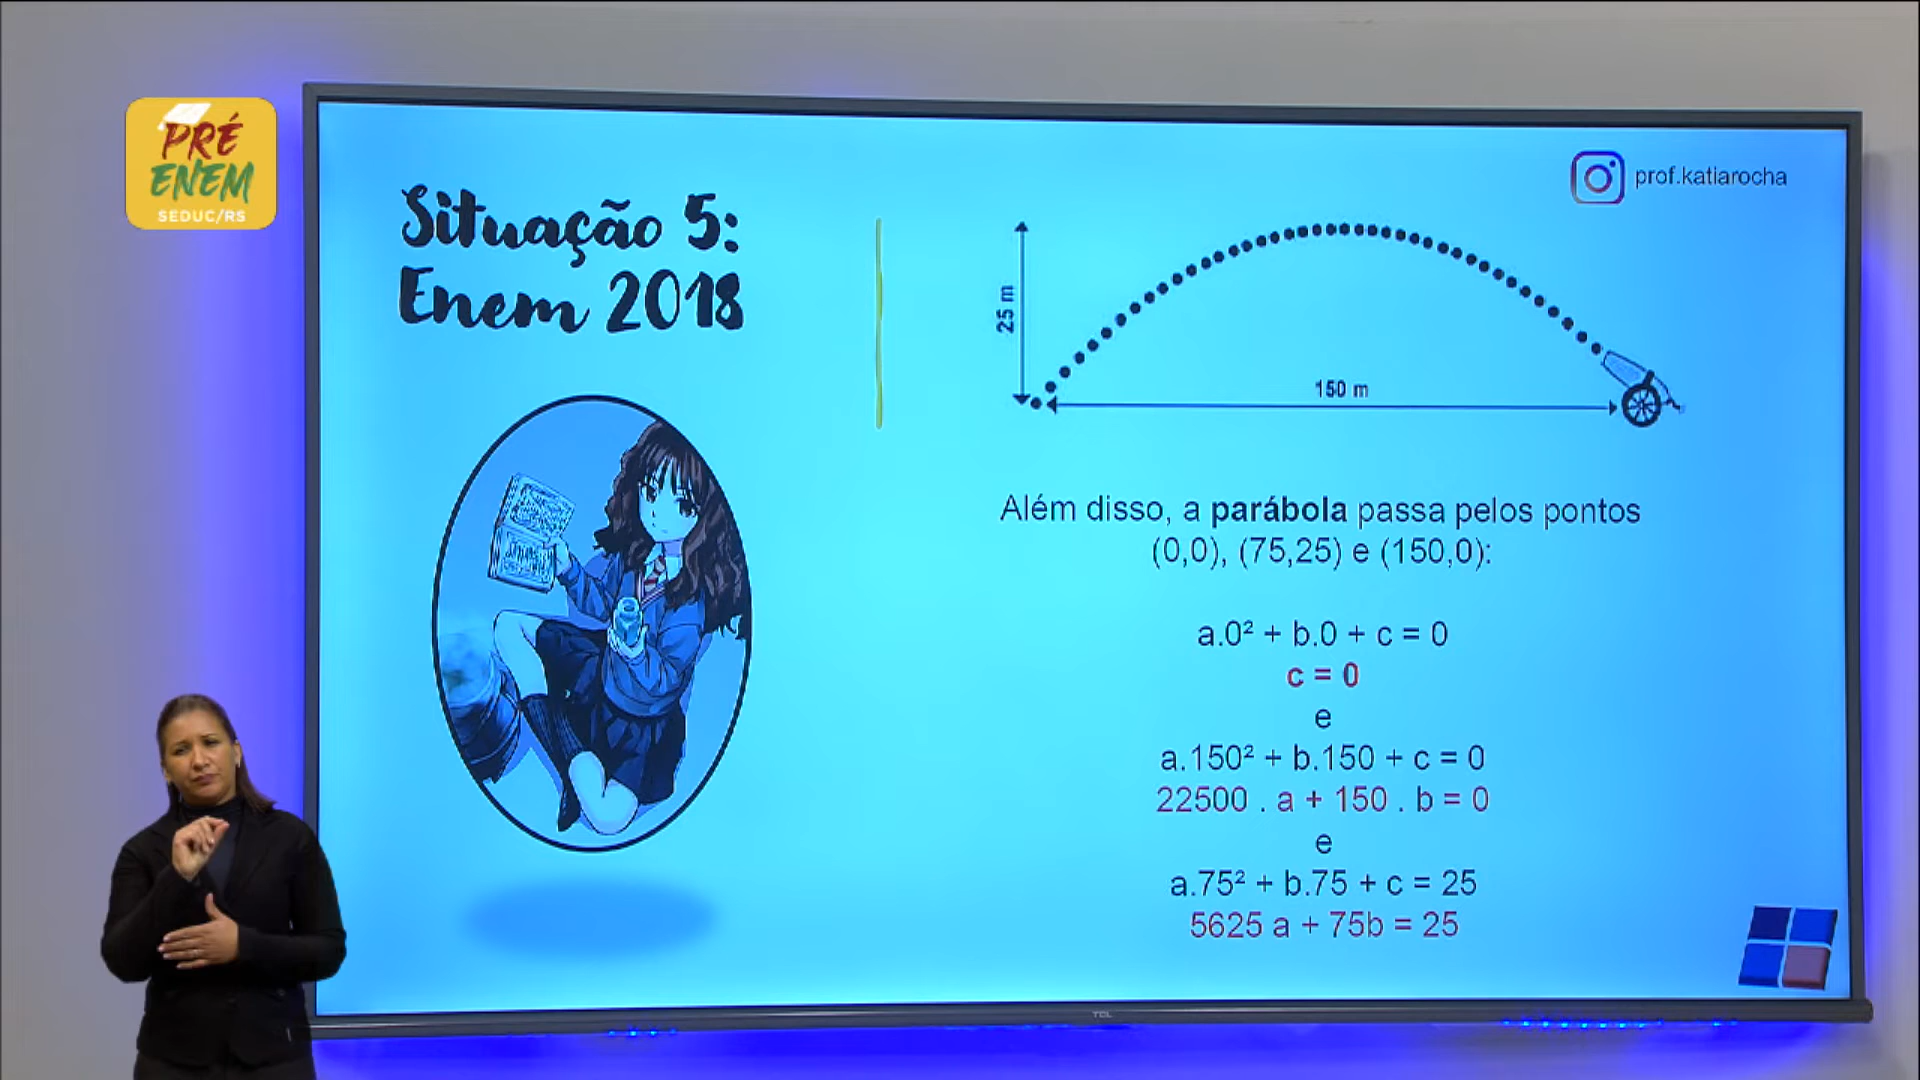 PRÉ
ENEM
SEDUC/RS
Situação 5:
Enem 2018
prof.katiarocha
25 m
150 m
Além disso, a parábola passa pelos pontos
(0,0), (75,25) e (150,0):
a.0² + b.0 + c = 0
c = 0
e
a.150² + b.150 + c = 0
22500 . a + 150 . b = 0
e
a.75² + b.75 + c = 25
5625 a + 75b = 25
TCL